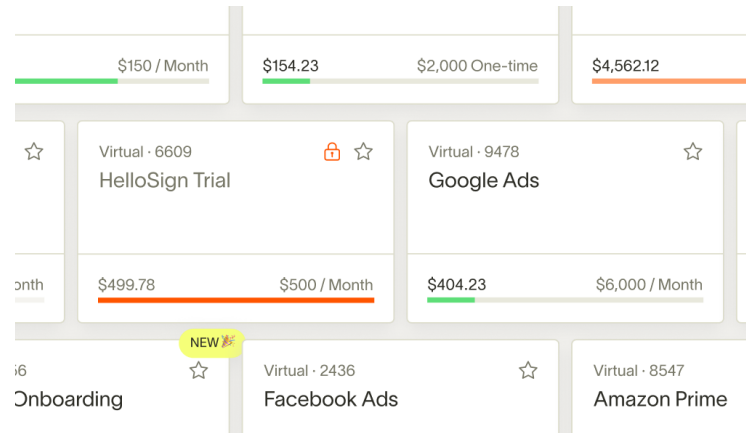 $150 / Month
$154.23
$2,000 One-time
$4,562.12
Virtual · 6609
HelloSign Trial
Virtual · 9478
Google Ads
$499.78
$500 / Month
$404.23
$6,000 / Month
NEW🎉
Onboarding
Virtual · 2436
Facebook Ads
Virtual · 8547
Amazon Prime